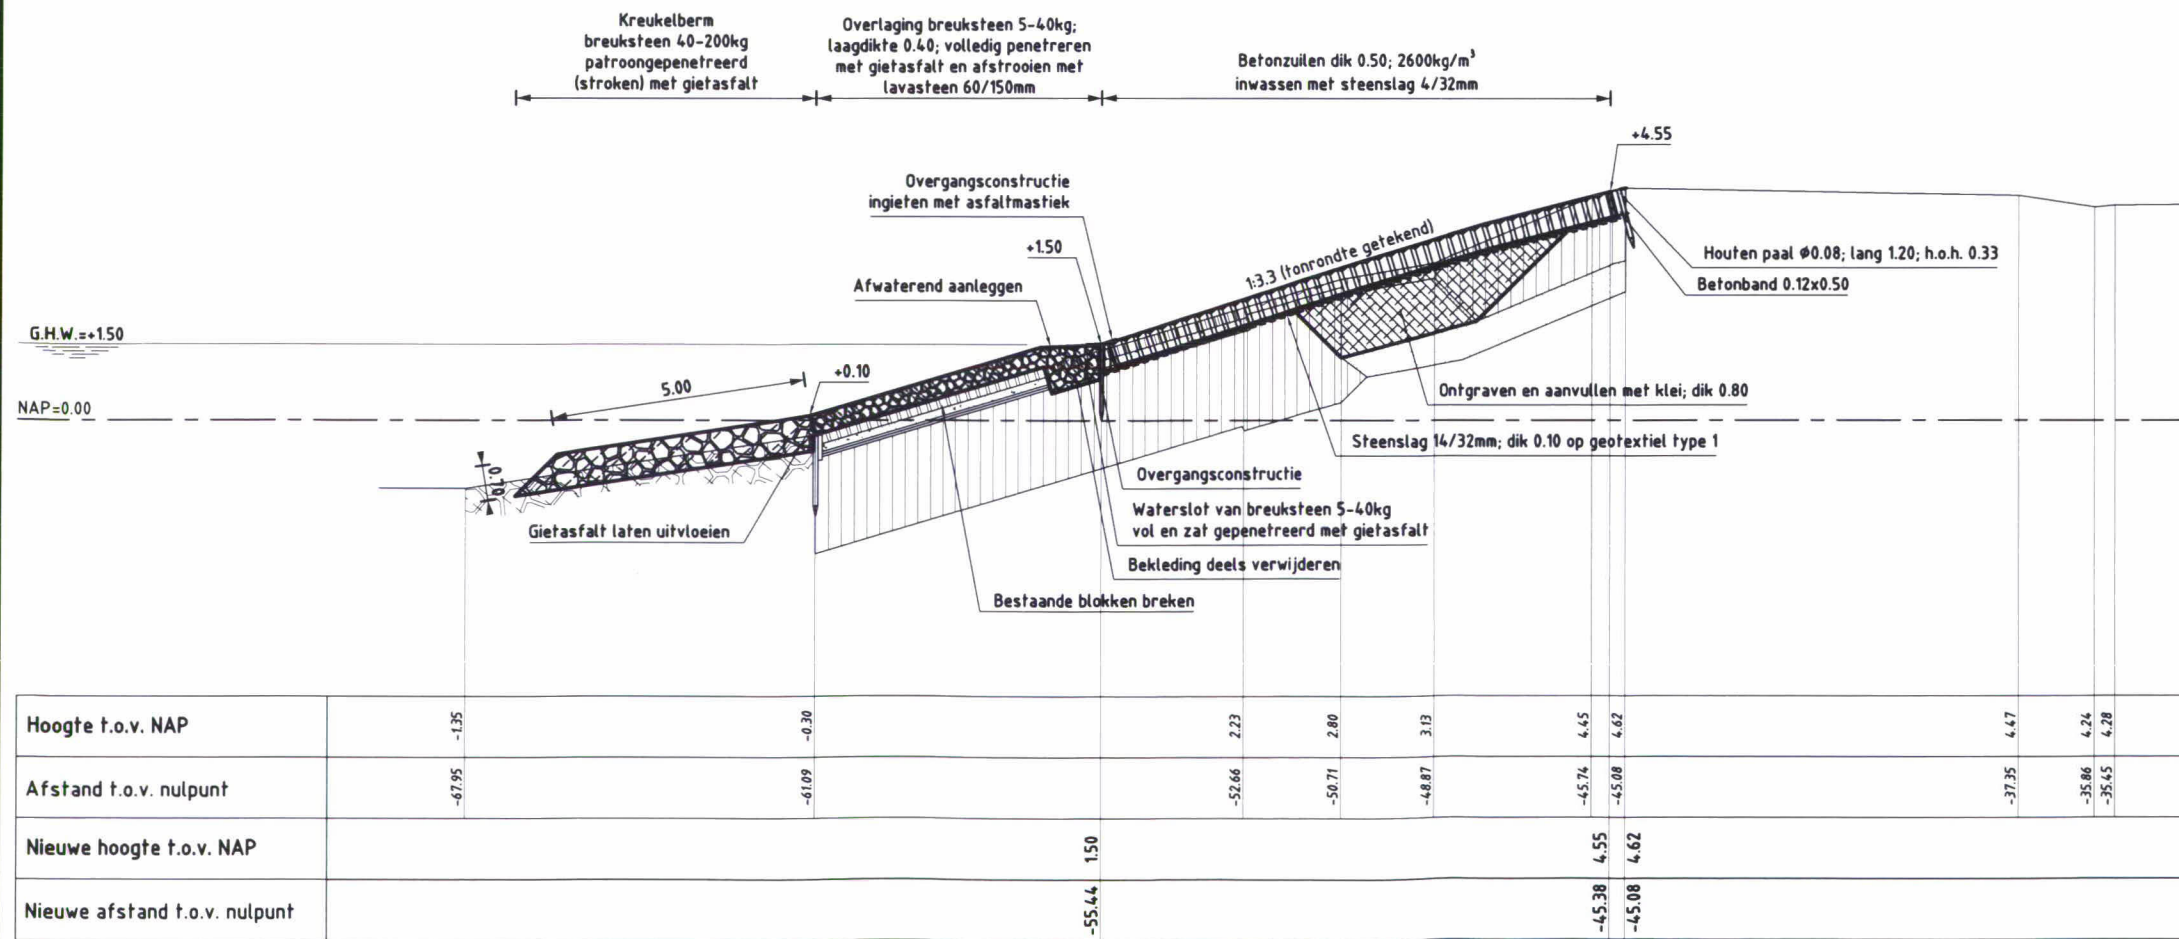 Kreukelberm
breuksteen 40-200kg
patroongepenetreerd
(stroken) met gietasfalt
Overlaging breuksteen 5-40kg;
laagdikte 0.40; volledig penetreren
met gietasfalt en afstrooien met
lavasteen 60/150mm
Betonzuilen dik 0.50; 2600kg/m³
inwassen met steenslag 4/32mm
+4.55
Overgangsconstructie
ingieten met asfaltmastiek
+1.50
1:3.3 (tonrondte getekend)
Houten paal Ø0.08; lang 1.20; h.o.h. 0.33
Betonband 0.12x0.50
Afwaterend aanleggen
G.H.W.=+1.50
+0.10
5.00
Ontgraven en aanvullen met klei; dik 0.80
NAP=0.00
Steenslag 14/32mm; dik 0.10 op geotextiel type 1
0.70
Overgangsconstructie
Waterslot van breuksteen 5-40kg
vol en zat gepenetreerd met gietasfalt
Gietasfalt laten uitvloeien
Bekleding deels verwijderen
Bestaande blokken breken
Hoogte t.o.v. NAP -1.35 -0.30 2.23 2.80 3.13 4.45 4.62 4.47 4.24 4.28
Afstand t.o.v. nulpunt -67.95 -61.09 -52.66 -50.71 -48.87 -45.74 -45.08 -37.35 -35.86 -35.45
Nieuwe hoogte t.o.v. NAP 1.50 4.55 4.62
Nieuwe afstand t.o.v. nulpunt -55.44 -45.38 -45.08